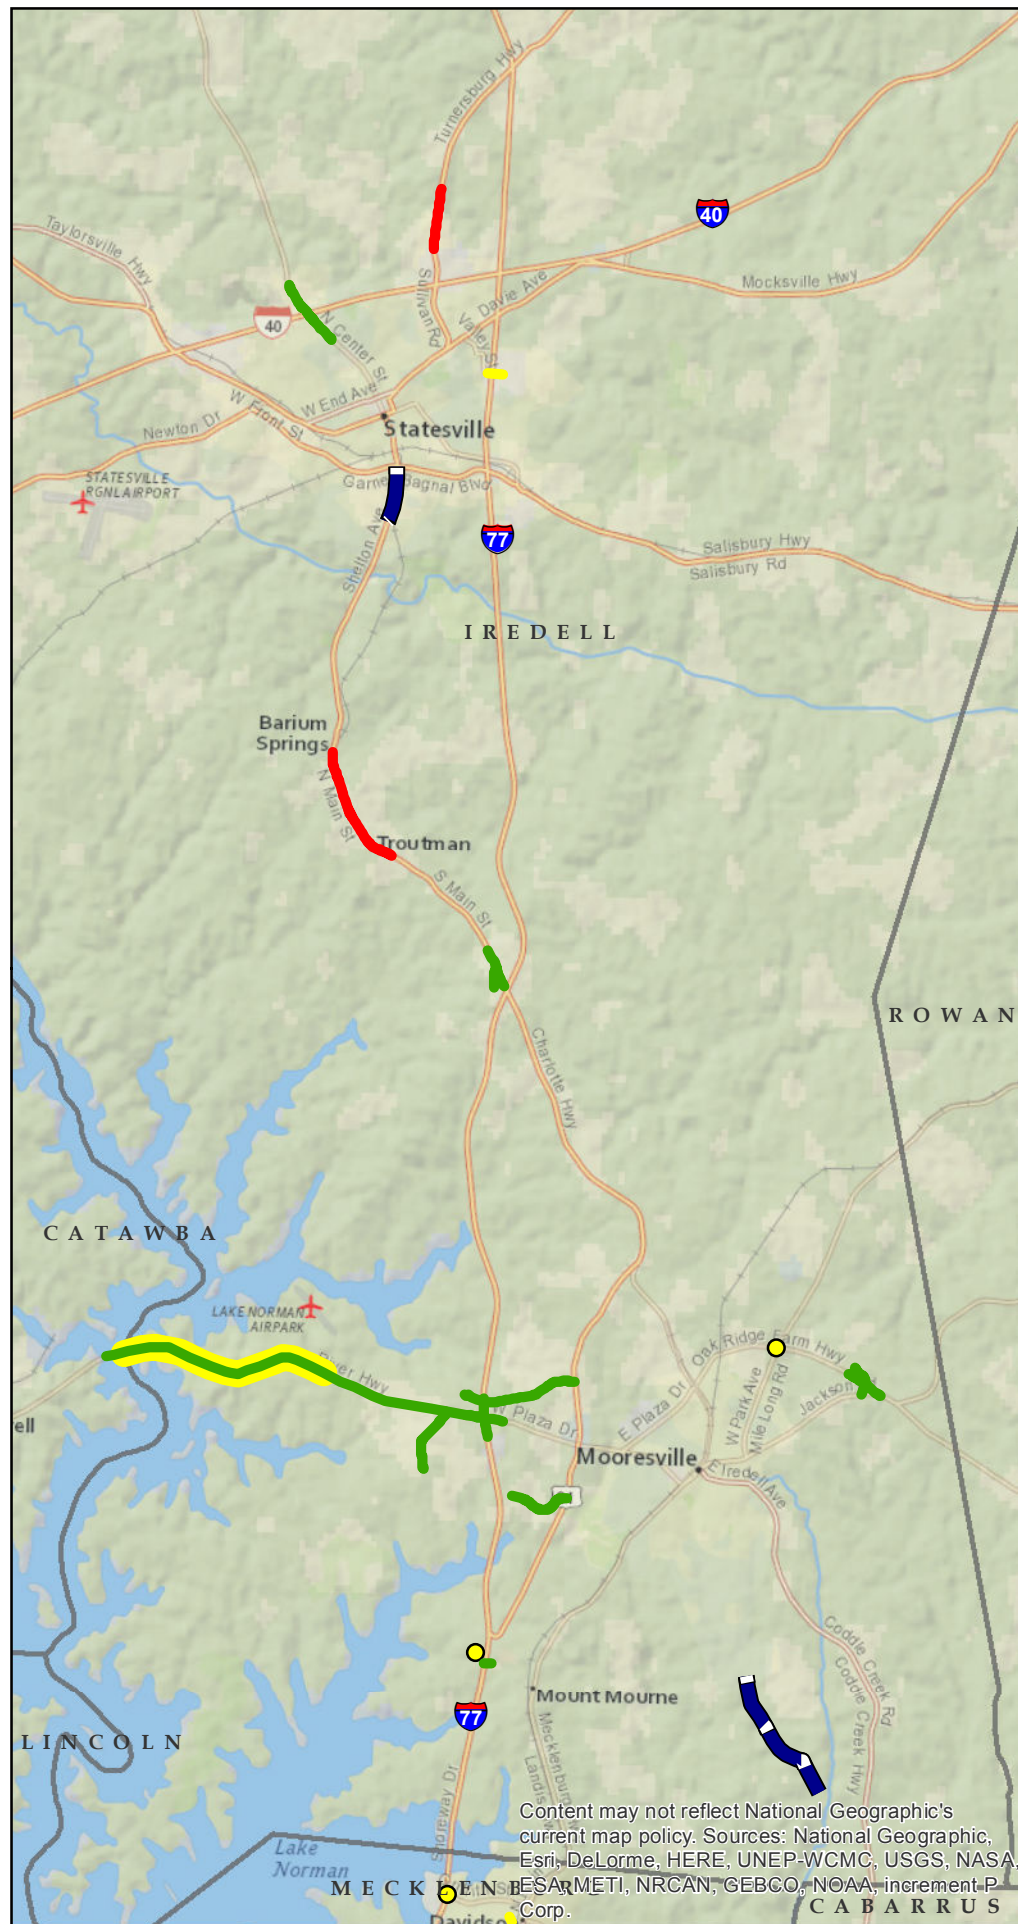 Turnersburg Hwy
40
Taylorsville Hwy
Mocksville Hwy
Sullivan Rd
Davie Ave
40
N Center St
Valley St
W End Ave
W Front St
Newton Dr
Statesville
STATESVILLE
RGNL AIRPORT
Garner Bagnal Blvd
77
Shelton Ave
Salisbury Hwy
Salisbury Rd
IREDELL
Barium
Springs
N Main St
Troutman
S Main St
ROWAN
Charlotte Hwy
CATAWBA
LAKE NORMAN
AIRPARK
Oak Ridge Farm Hwy
River Hwy
W Park Ave
Mile Long Rd
Jackson
E Plaza Dr
W Plaza Dr
ell
Mooresville
E Iredell Ave
Coddle Creek Rd
Coddle Creek Hwy
Mount Mourne
77
LINCOLN
Mecklenburg
Landis
Shoreway Dr
Content may not reflect National Geographic's
current map policy. Sources: National Geographic,
Esri, DeLorme, HERE, UNEP-WCMC, USGS, NASA,
ESA, METI, NRCAN, GEBCO, NOAA, increment P
Corp.
Lake
Norman
MECKLENBURG
CABARRUS
Davidso